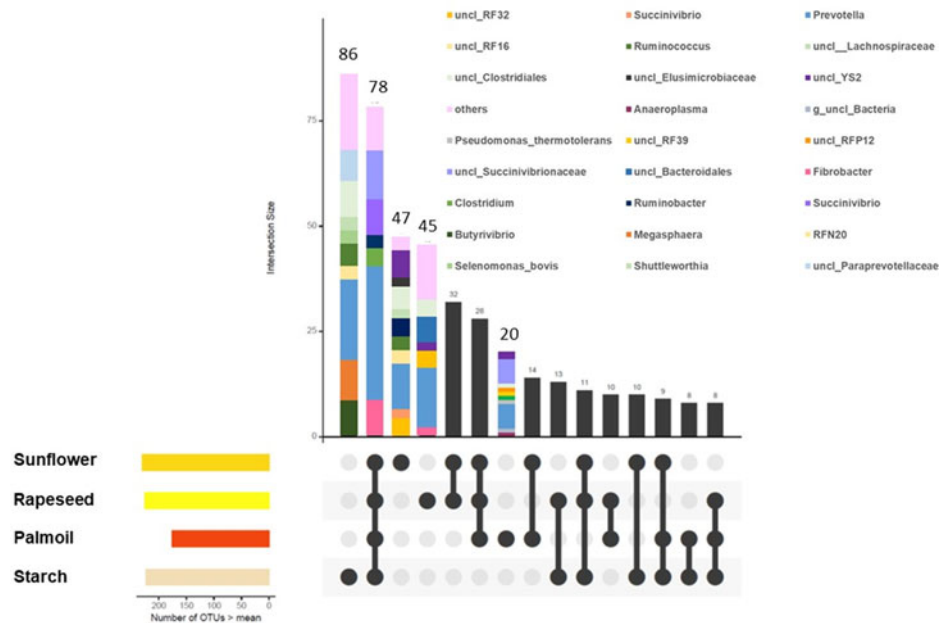 uncl_RF32 Succinivibrio Prevotella
uncl_RF16 Ruminococcus uncl__Lachnospiraceae
uncl_Clostridiales uncl_Elusimicrobiaceae uncl_YS2
others Anaeroplasma g_uncl_Bacteria
Pseudomonas_thermotolerans uncl_RF39 uncl_RFP12
uncl_Succinivibrionaceae uncl_Bacteroidales Fibrobacter
Clostridium Ruminobacter Succinivibrio
Butyrivibrio Megasphaera RFN20
Selenomonas_bovis Shuttleworthia uncl_Paraprevotellaceae
86
78
47
45
32
28
20
14
13
11
10
10
9
8
8
Intersection Size
75
50
25
0
Sunflower
Rapeseed
Palmoil
Starch
200 150 100 50 0
Number of OTUs > mean